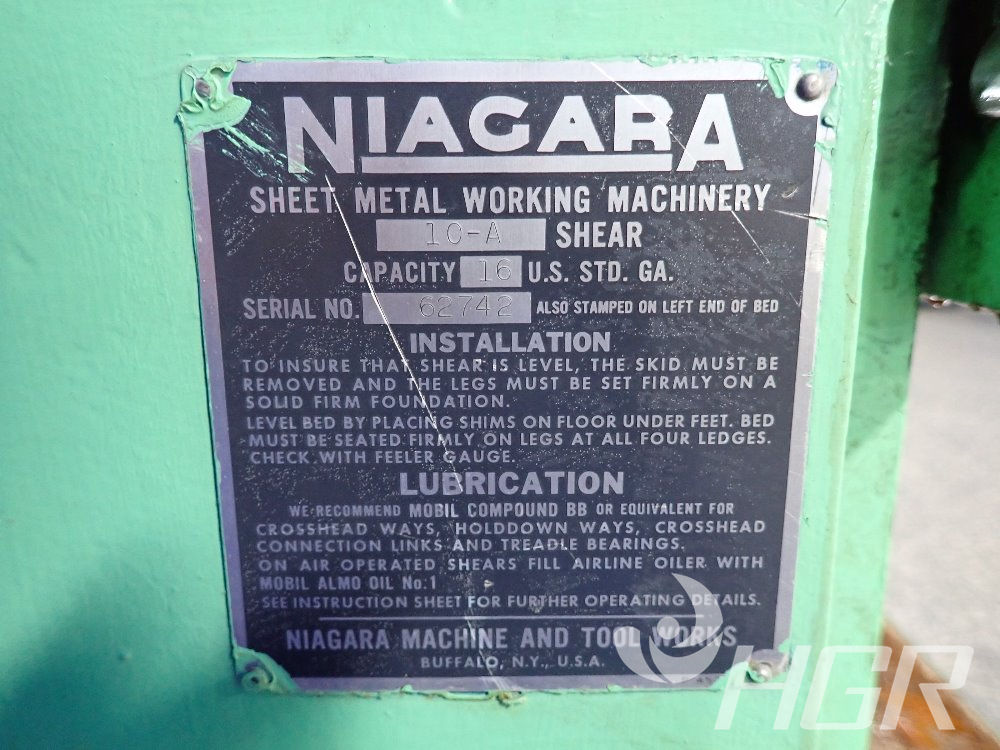 NIAGARA
SHEET METAL WORKING MACHINERY
10-A SHEAR
CAPACITY 16 U.S. STD. GA.
SERIAL NO. 62742 ALSO STAMPED ON LEFT END OF BED
INSTALLATION
TO INSURE THAT SHEAR IS LEVEL, THE SKID MUST BE
REMOVED AND THE LEGS MUST BE SET FIRMLY ON A
SOLID FIRM FOUNDATION.
LEVEL BED BY PLACING SHIMS ON FLOOR UNDER FEET. BED
MUST BE SEATED FIRMLY ON LEGS AT ALL FOUR LEDGES.
CHECK WITH FEELER GAUGE.
LUBRICATION
WE RECOMMEND MOBIL COMPOUND BB OR EQUIVALENT FOR
CROSSHEAD WAYS, HOLDDOWN WAYS, CROSSHEAD
CONNECTION LINKS AND TREADLE BEARINGS.
ON AIR OPERATED SHEARS FILL AIRLINE OILER WITH
MOBIL ALMO OIL No:1
SEE INSTRUCTION SHEET FOR FURTHER OPERATING DETAILS.
NIAGARA MACHINE AND TOOL WORKS
BUFFALO, N.Y., U.S.A.
HGR